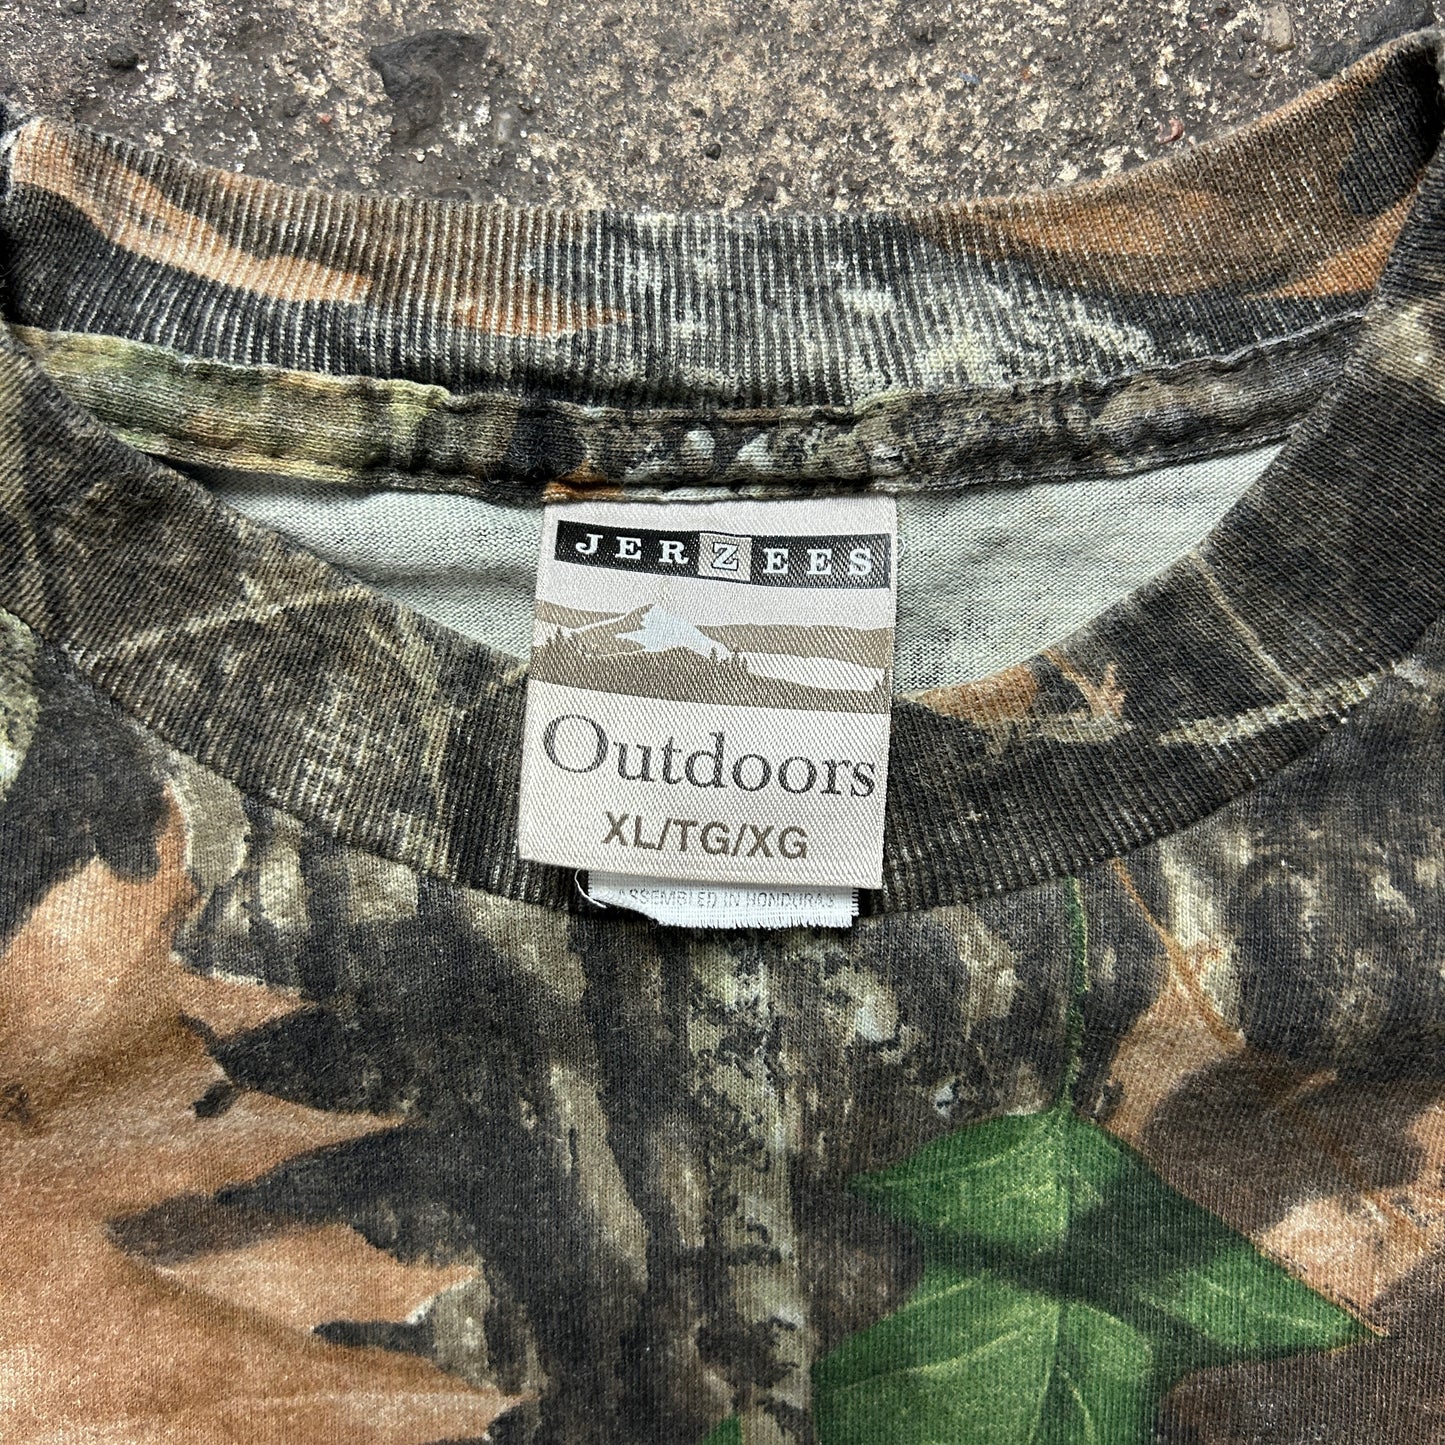 JERZEES
Outdoors
XL/TG/XG
ASSEMBLED IN HONDURAS